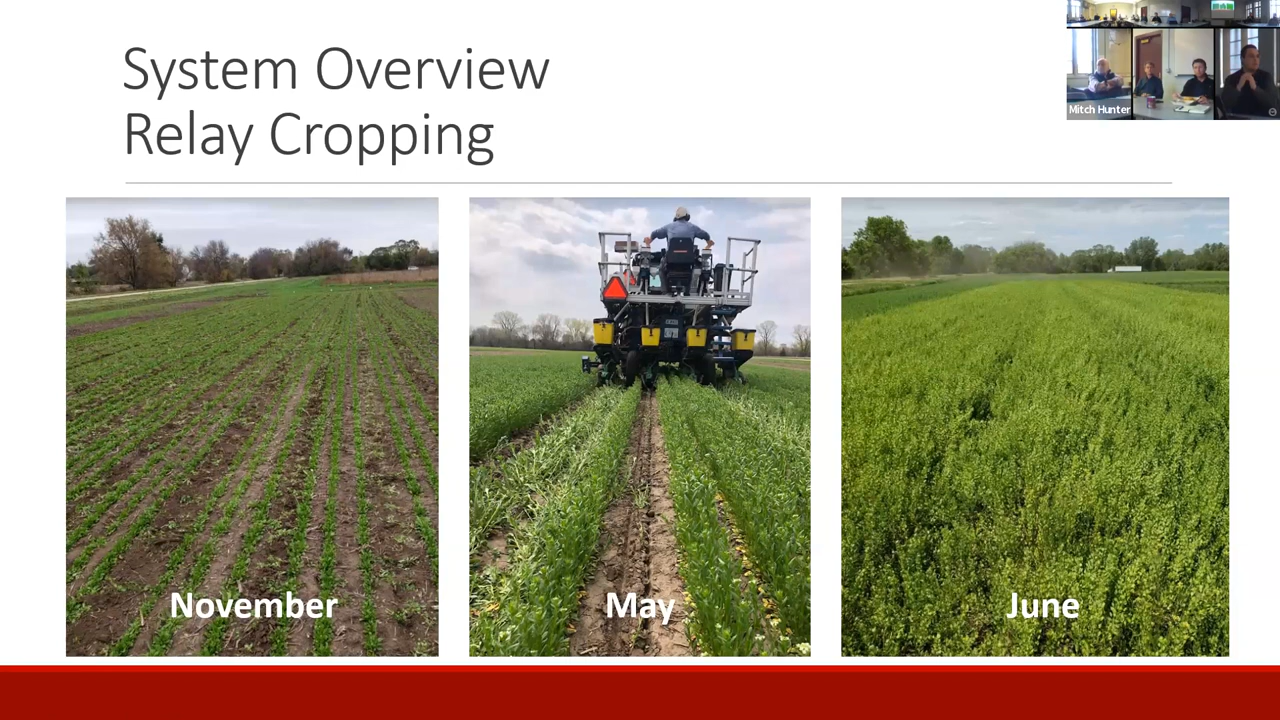 System Overview
Relay Cropping
Mitch Hunter
November
May
June